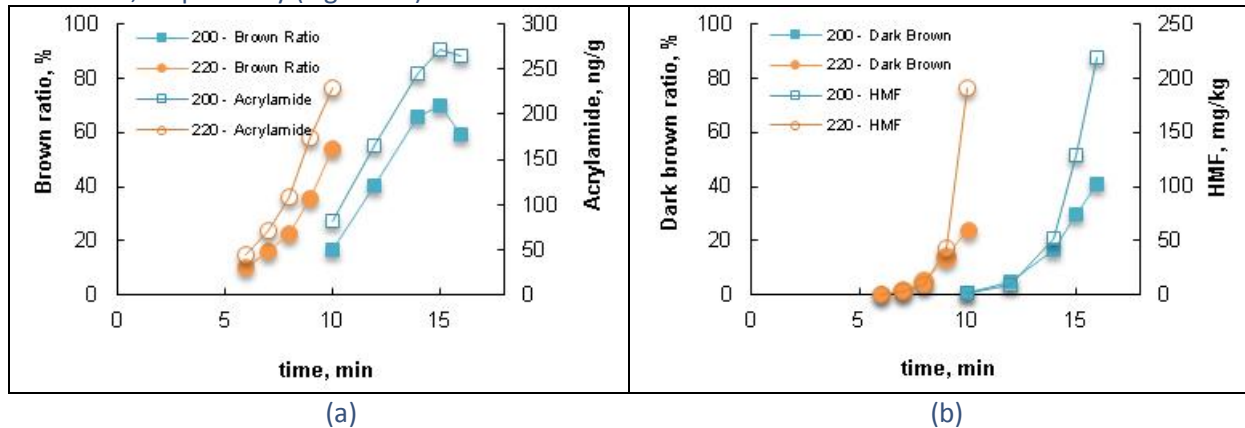 100
80
60
40
20
0
Brown ratio, %
200 - Brown Ratio
220 - Brown Ratio
200 - Acrylamide
220 - Acrylamide
300
250
200
150
100
50
0
Acrylamide, ng/g
0 5 10 15
time, min
(a)
100
80
60
40
20
0
Dark brown ratio, %
200 - Dark Brown
220 - Dark Brown
200 - HMF
220 - HMF
250
200
150
100
50
0
HMF, mg/kg
0 5 10 15
time, min
(b)